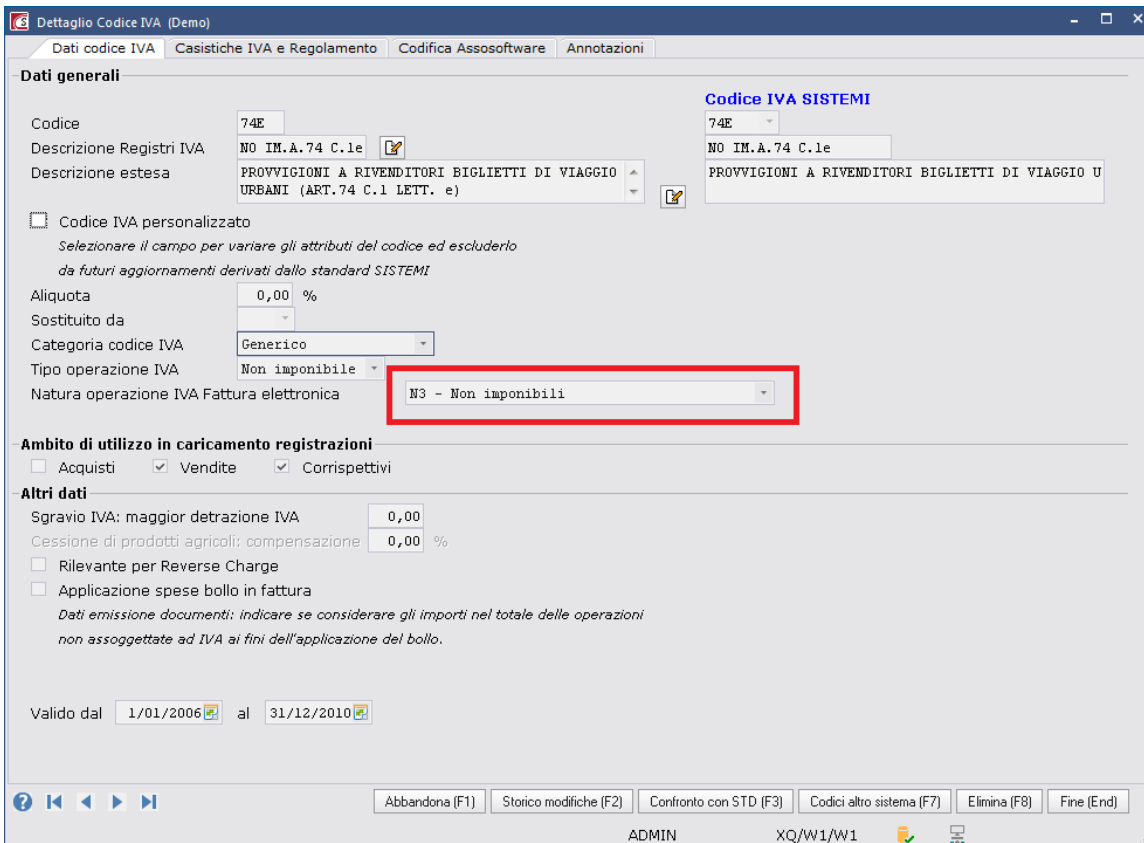 Dettaglio Codice IVA (Demo)
Dati codice IVA Casistiche IVA e Regolamento Codifica Assosoftware Annotazioni
Dati generali
Codice IVA SISTEMI
Codice 74E 74E
Descrizione Registri IVA NO IM.A.74 C.1e NO IM.A.74 C.1e
Descrizione estesa PROVVIGIONI A RIVENDITORI BIGLIETTI DI VIAGGIO PROVVIGIONI A RIVENDITORI BIGLIETTI DI VIAGGIO U
URBANI (ART.74 C.1 LETT. e)
Codice IVA personalizzato
Selezionare il campo per variare gli attributi del codice ed escluderlo
da futuri aggiornamenti derivati dallo standard SISTEMI
Aliquota 0,00 %
Sostituito da
Categoria codice IVA Generico
Tipo operazione IVA Non imponibile
Natura operazione IVA Fattura elettronica N3 - Non imponibili
Ambito di utilizzo in caricamento registrazioni
Acquisti Vendite Corrispettivi
Altri dati
Sgravio IVA: maggior detrazione IVA 0,00
Cessione di prodotti agricoli: compensazione 0,00 %
Rilevante per Reverse Charge
Applicazione spese bollo in fattura
Dati emissione documenti: indicare se considerare gli importi nel totale delle operazioni
non assoggettate ad IVA ai fini dell'applicazione del bollo.
Valido dal 1/01/2006 al 31/12/2010
Abbandona (F1) Storico modifiche (F2) Confronto con STD (F3) Codici altro sistema (F7) Elimina (F8) Fine (End)
ADMIN XQ/W1/W1